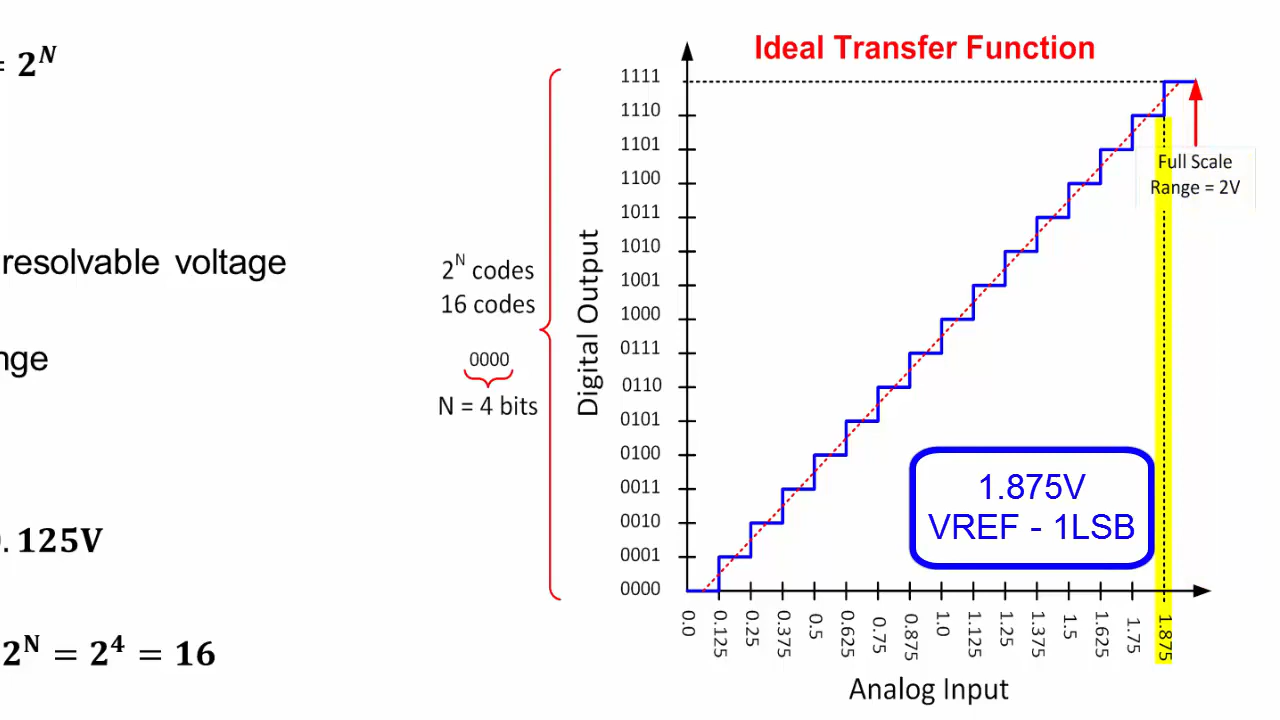 = 2^N
resolvable voltage
nge
.125V
2^N = 2^4 = 16
Ideal Transfer Function
2^N codes
16 codes
0000
N = 4 bits
Digital Output
1111
1110
1101
1100
1011
1010
1001
1000
0111
0110
0101
0100
0011
0010
0001
0000
Full Scale
Range = 2V
1.875V
VREF - 1LSB
0.0
0.125
0.25
0.375
0.5
0.625
0.75
0.875
1.0
1.125
1.25
1.375
1.5
1.625
1.75
1.875
Analog Input